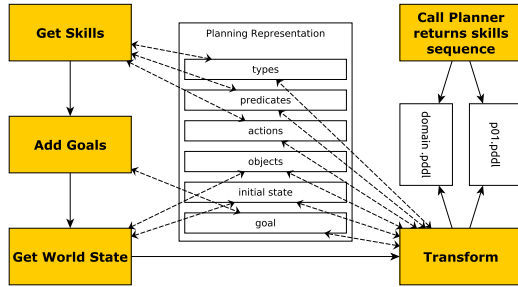 Get Skills
Add Goals
Get World State
Planning Representation
types
predicates
actions
objects
initial state
goal
Call Planner
returns skills
sequence
domain .pddl
p01.pddl
Transform